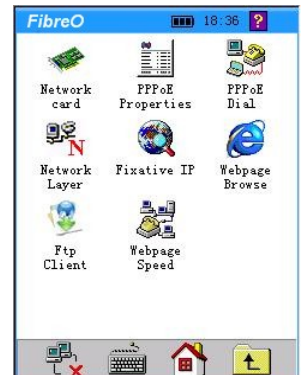 FibreO 18:36 ?
Network card
PPPoE Properties
PPPoE Dial
N
Network Layer
Fixative IP
Webpage Browse
Ftp Client
Webpage Speed